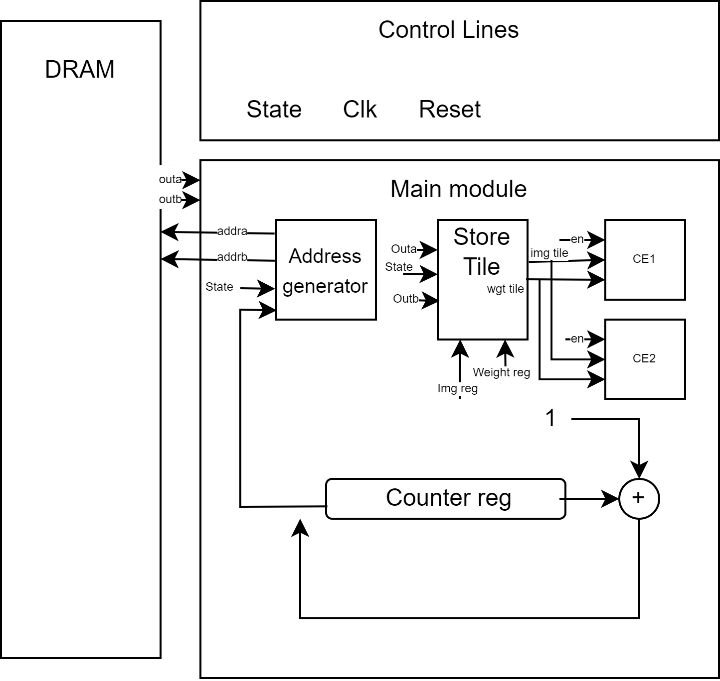 Control Lines
DRAM
State Clk Reset
outa
outb
Main module
addra
addrb
State
Address
generator
Outa
State
Outb
Store
Tile
wgt tile
img tile
en
CE1
en
CE2
Img reg
Weight reg
1
Counter reg
+